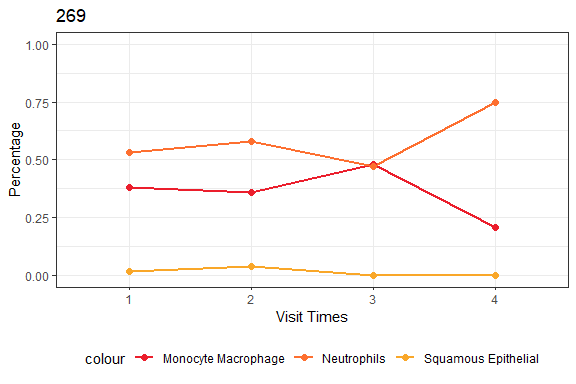 269
1.00
0.75
0.50
0.25
0.00
Percentage
1 2 3 4
Visit Times
colour Monocyte Macrophage Neutrophils Squamous Epithelial